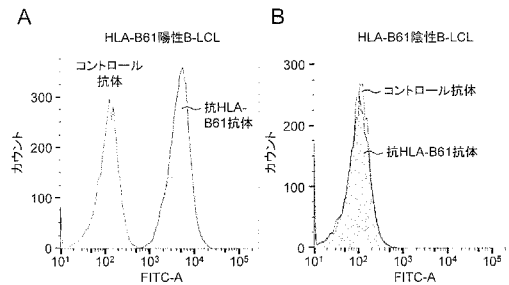 A
HLA-B61陽性B-LCL
コントロール
抗体
抗HLA-
B61抗体
カウント
300
200
100
0
10¹ 10² 10³ 10⁴ 10⁵
FITC-A
B
HLA-B61陰性B-LCL
コントロール抗体
抗HLA-B61抗体
カウント
300
200
100
0
10¹ 10² 10³ 10⁴ 10⁵
FITC-A